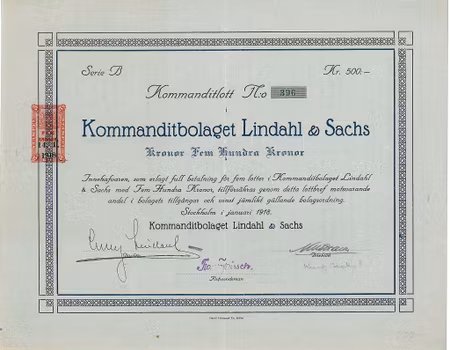 Serie B Kr. 500:–
Kommanditlott N:o 396
i
Kommanditbolaget Lindahl & Sachs
Kronor Fem Hundra Kronor
Innehafvaren, som erlagt full betalning för fem lotter i Kommanditbolaget Lindahl
& Sachs med Fem Hundra Kronor, tillförsäkras genom detta lottbref motsvarande
andel i bolagets tillgångar och vinst jämlikt gällande bolagsordning.
Stockholm i januari 1918.
Kommanditbolaget Lindahl & Sachs